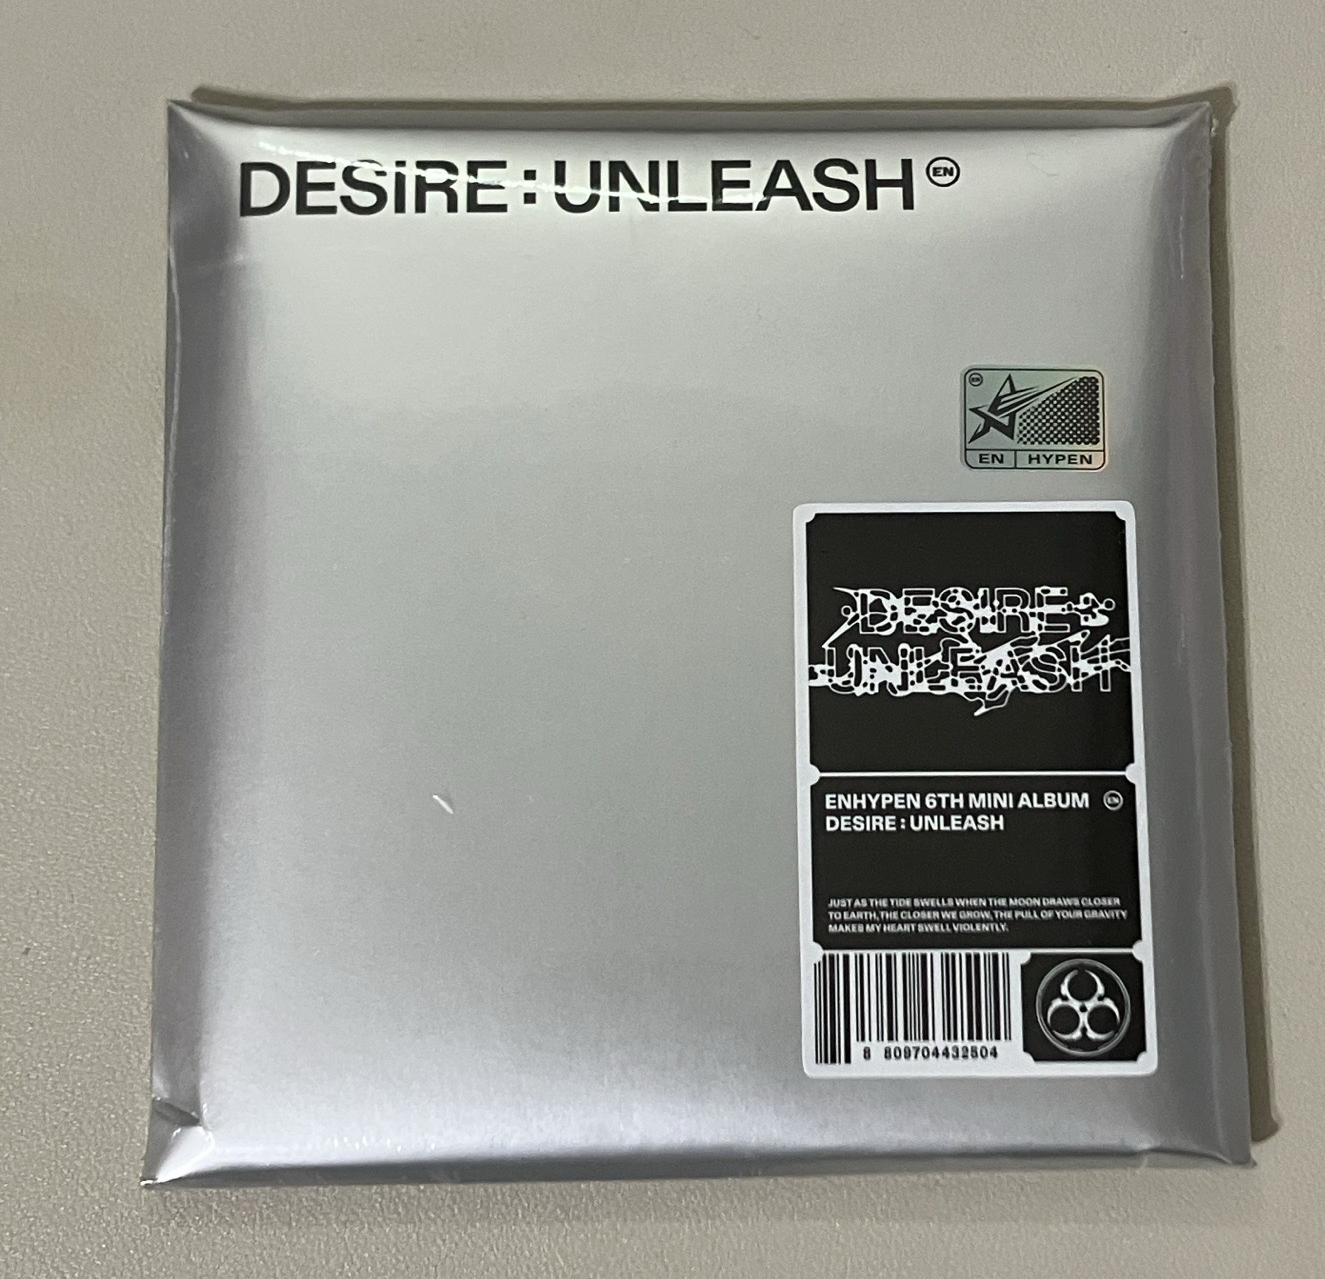 DESiRE : UNLEASH EN
EN
EN HYPEN
DESIRE :
UNLEASH
ENHYPEN 6TH MINI ALBUM EN
DESIRE : UNLEASH
JUST AS THE TIDE SWELLS WHEN THE MOON DRAWS CLOSER
TO EARTH, THE CLOSER WE GROW, THE PULL OF YOUR GRAVITY
MAKES MY HEART SWELL VIOLENTLY.
8 809704432504